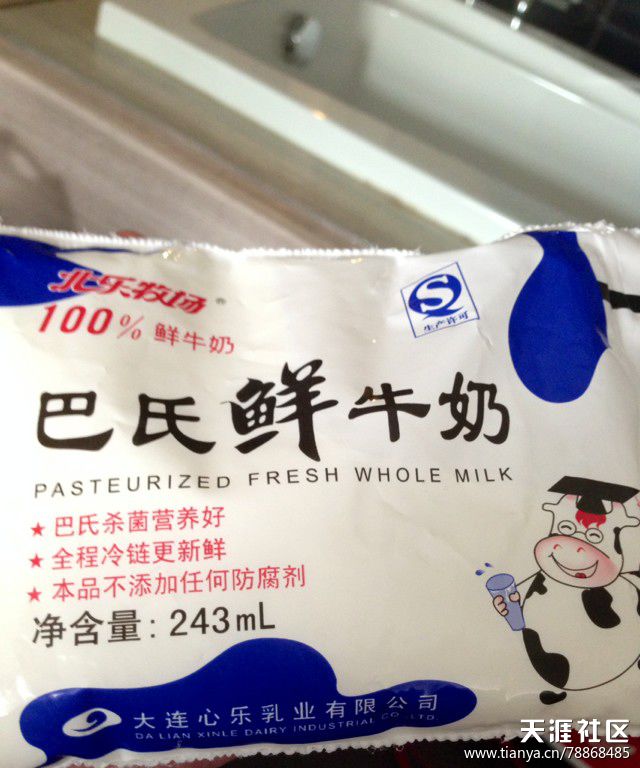 北乐牧场®
100%鲜牛奶
生产许可
巴氏鲜牛奶
PASTEURIZED FRESH WHOLE MILK
★巴氏杀菌营养好
★全程冷链更新鲜
★本品不添加任何防腐剂
净含量: 243mL
大连心乐乳业有限公司
DA LIAN XINLE DAIRY INDUSTRIAL CO., LTD
天涯社区
www.tianya.cn/78868485